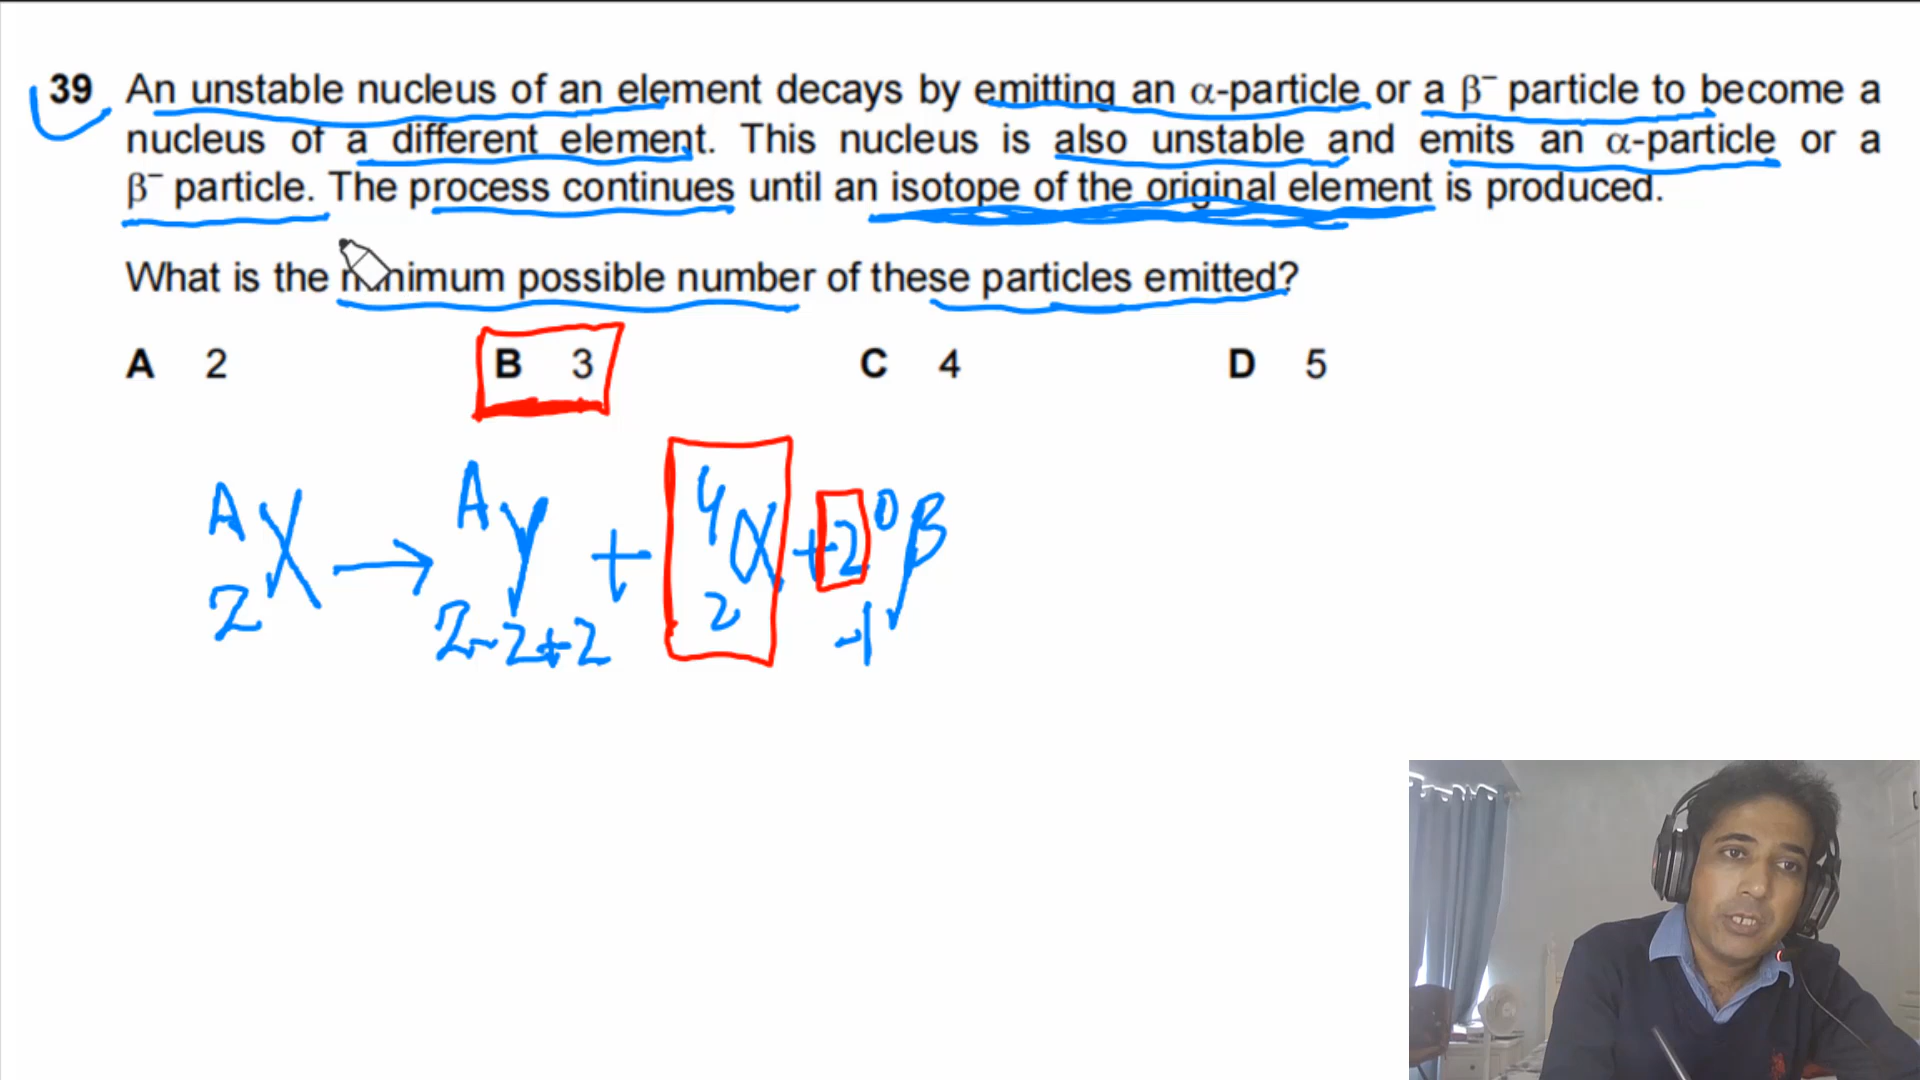 39 An unstable nucleus of an element decays by emitting an α-particle or a β⁻ particle to become a
nucleus of a different element. This nucleus is also unstable and emits an α-particle or a
β⁻ particle. The process continues until an isotope of the original element is produced.
What is the minimum possible number of these particles emitted?
A 2 B 3 C 4 D 5
A A 4 0
X → Y + α + 2 β
Z Z-2+2 2 -1